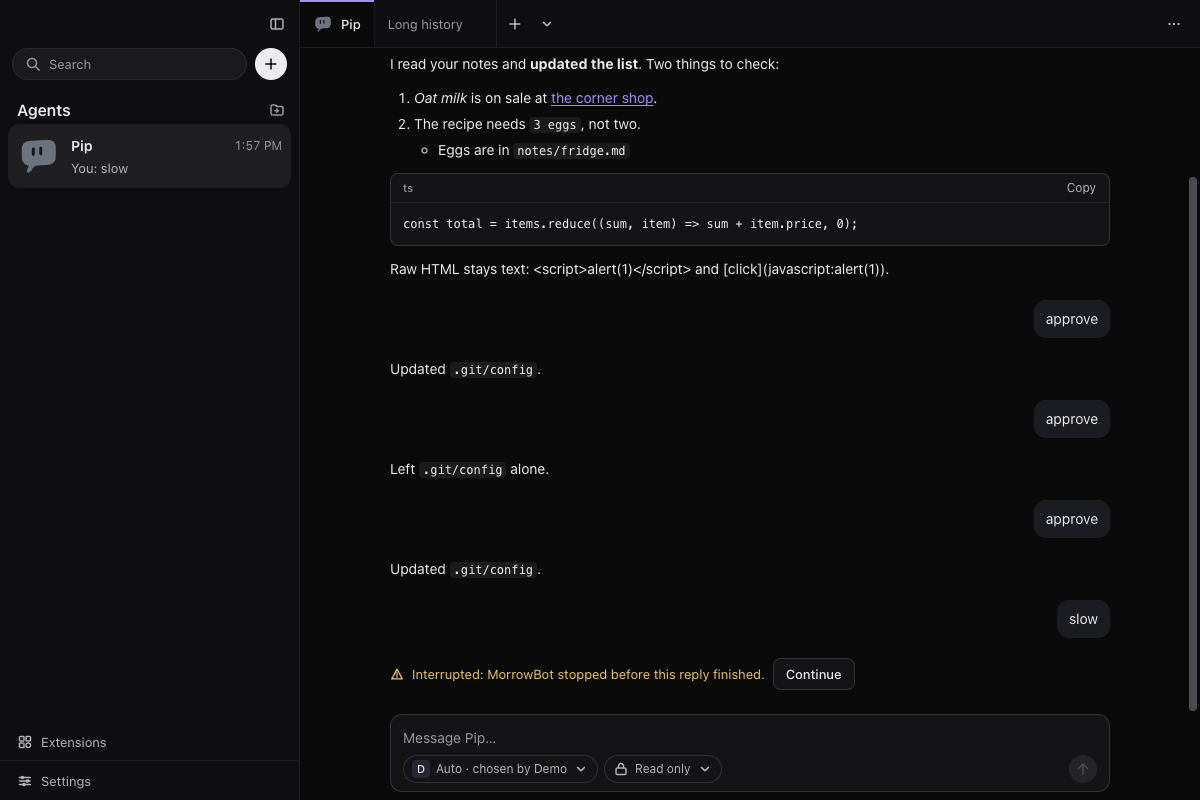 Pip
Long history
Search
Agents
Pip
1:57 PM
You: slow
I read your notes and updated the list. Two things to check:
1. Oat milk is on sale at the corner shop.
2. The recipe needs 3 eggs, not two.
Eggs are in notes/fridge.md
ts
Copy
const total = items.reduce((sum, item) => sum + item.price, 0);
Raw HTML stays text: <script>alert(1)</script> and [click](javascript:alert(1)).
approve
Updated .git/config.
approve
Left .git/config alone.
approve
Updated .git/config.
slow
Interrupted: MorrowBot stopped before this reply finished.
Continue
Message Pip...
D Auto · chosen by Demo
Read only
Extensions
Settings